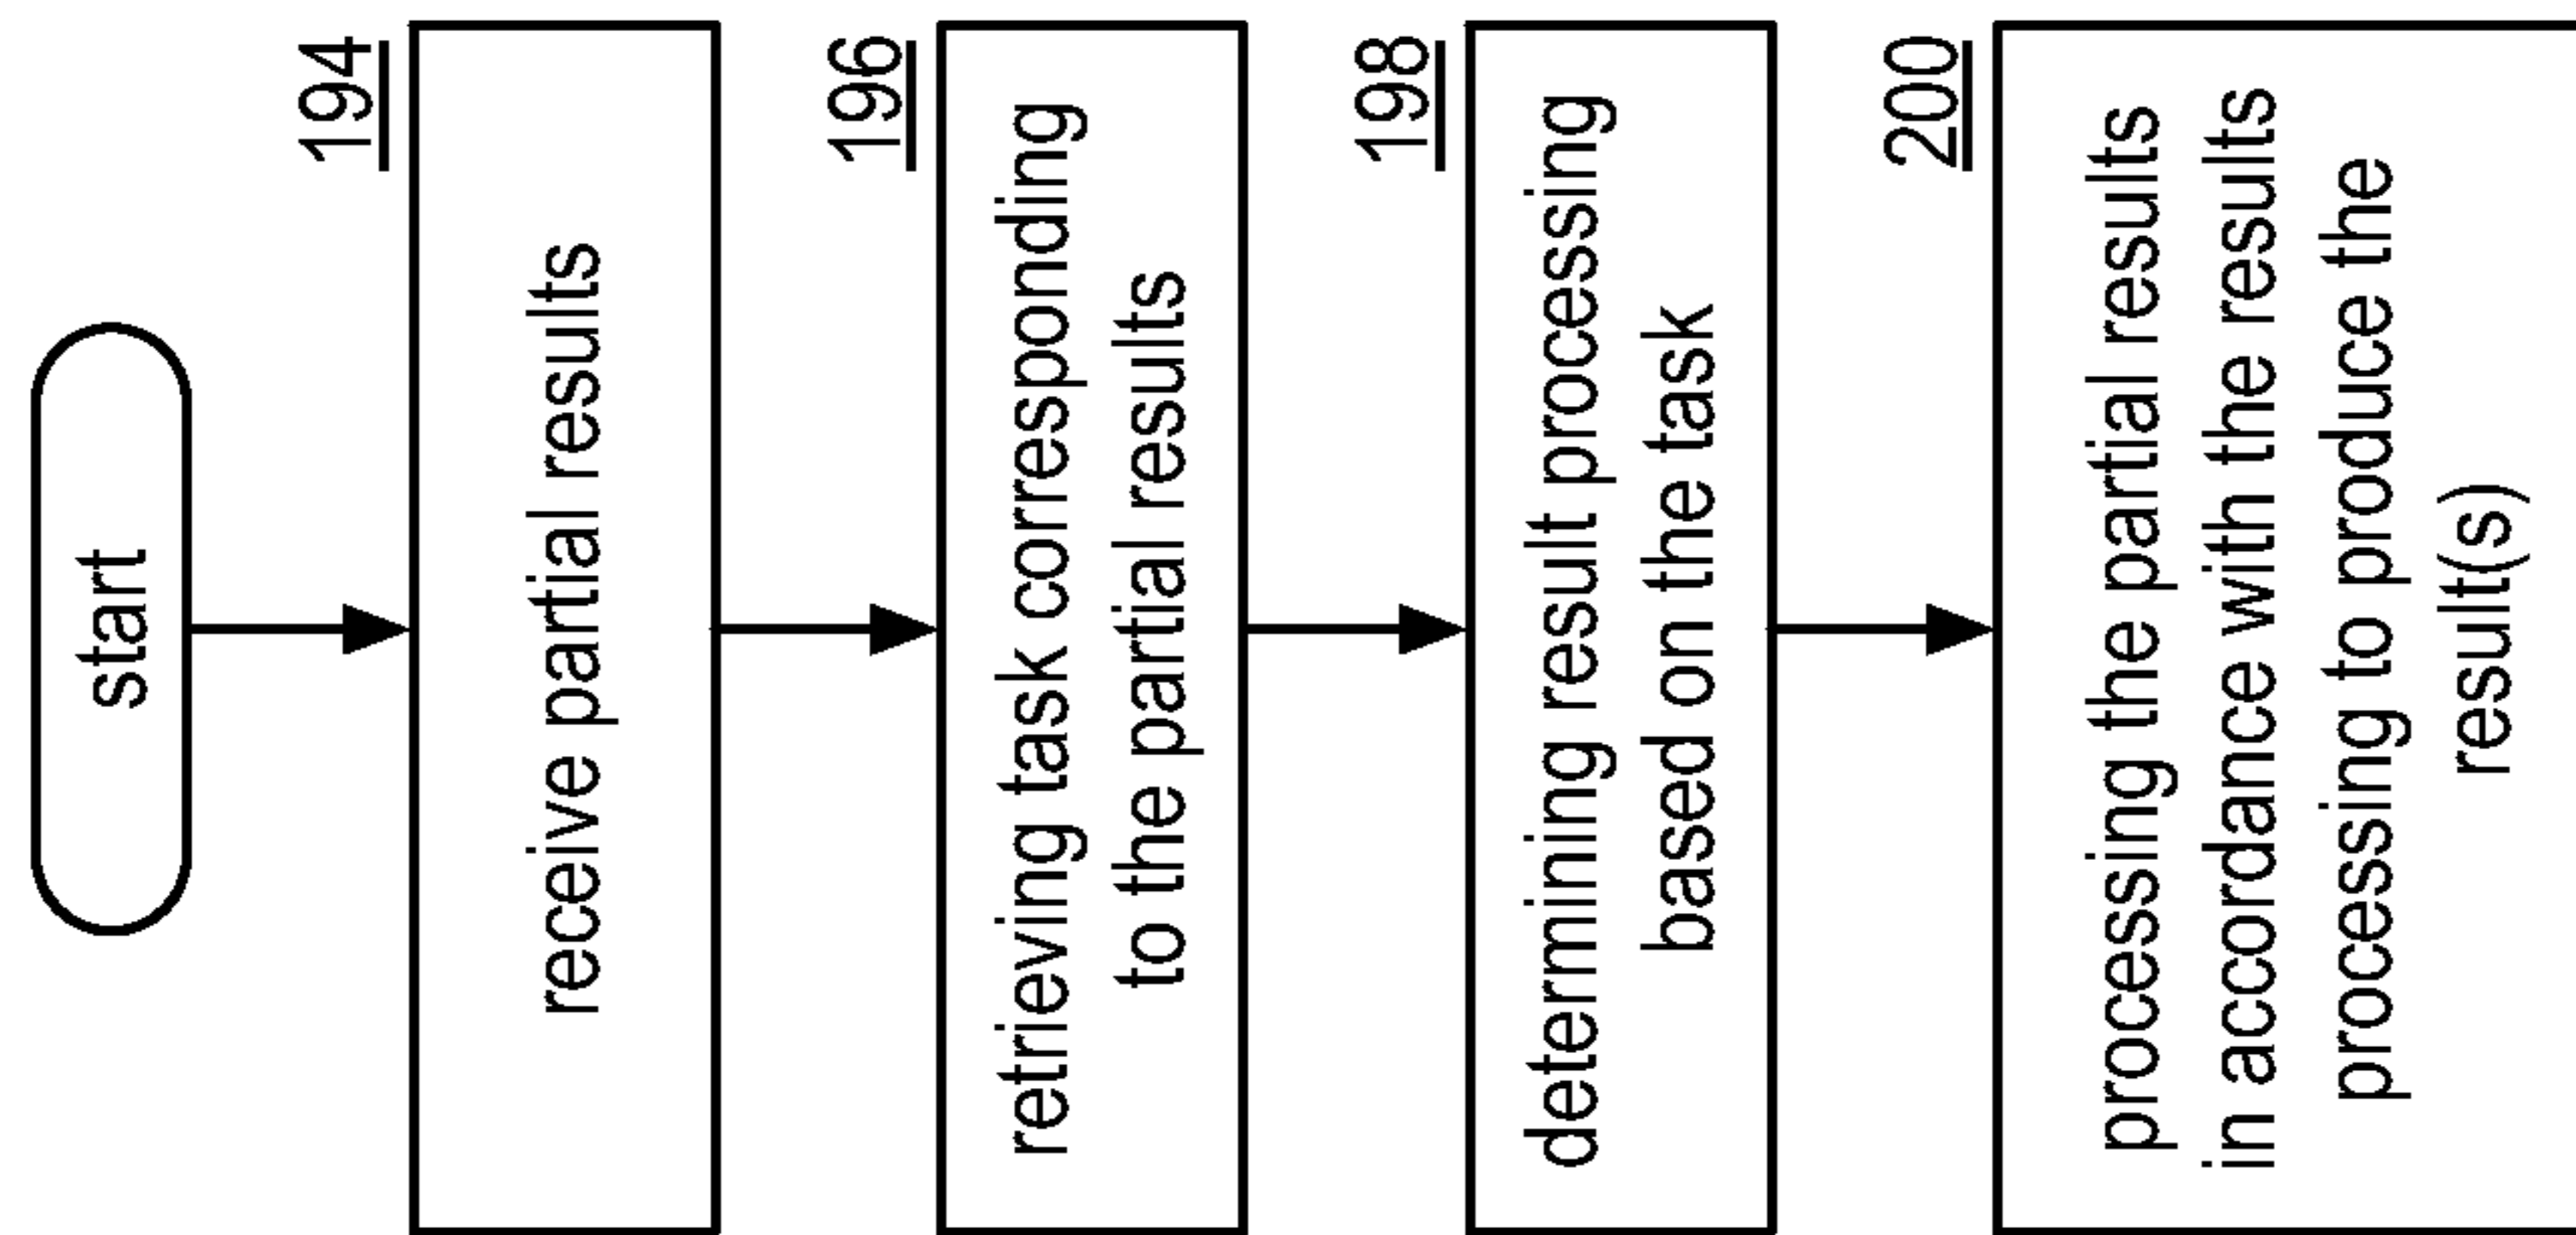 start
194
receive partial results
196
retrieving task corresponding
to the partial results
198
determining result processing
based on the task
200
processing the partial results
in accordance with the results
processing to produce the
result(s)